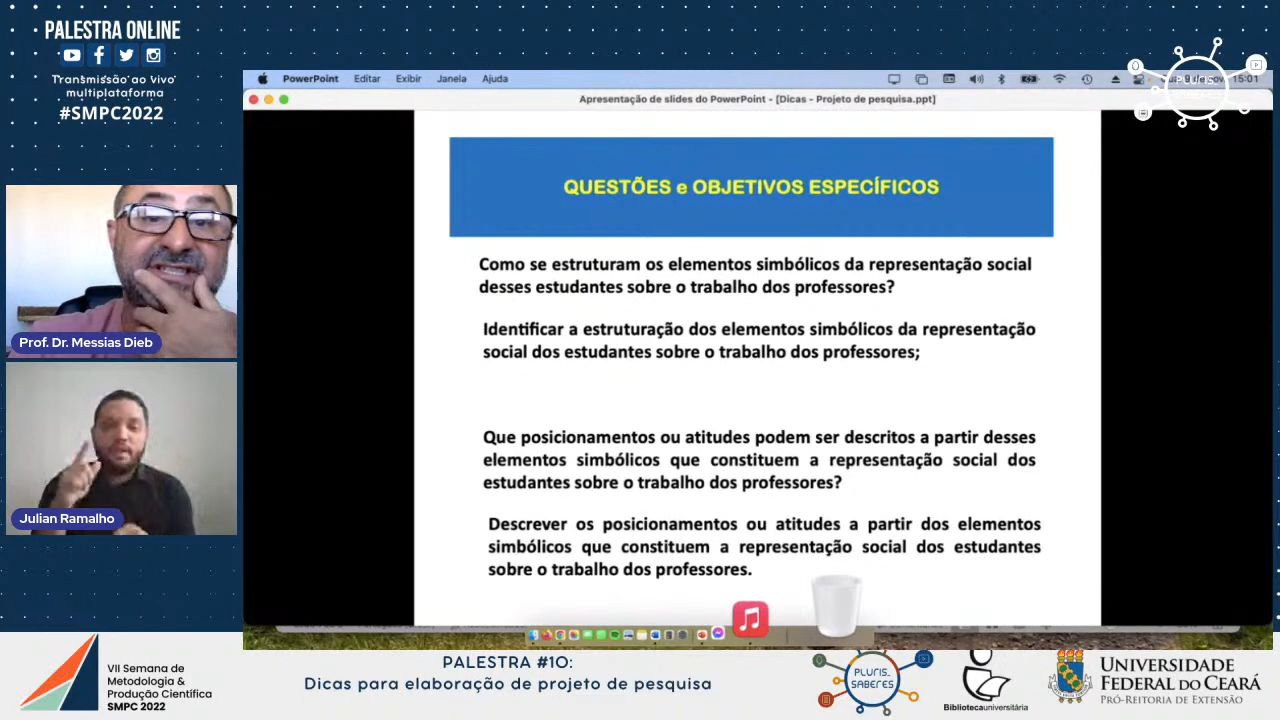 PALESTRA ONLINE
Transmissão ao vivo
multiplataforma
#SMPC2022
PowerPoint Editar Exibir Janela Ajuda
15:01
Apresentação de slides do PowerPoint - [Dicas - Projeto de pesquisa.ppt]
PLURIS_
QUESTÕES e OBJETIVOS ESPECÍFICOS
Como se estruturam os elementos simbólicos da representação social
desses estudantes sobre o trabalho dos professores?
Identificar a estruturação dos elementos simbólicos da representação
social dos estudantes sobre o trabalho dos professores;
Que posicionamentos ou atitudes podem ser descritos a partir desses
elementos simbólicos que constituem a representação social dos
estudantes sobre o trabalho dos professores?
Descrever os posicionamentos ou atitudes a partir dos elementos
simbólicos que constituem a representação social dos estudantes
sobre o trabalho dos professores.
Prof. Dr. Messias Dieb
Julian Ramalho
VII Semana de
Metodologia &
Produção Científica
SMPC 2022
PALESTRA #10:
Dicas para elaboração de projeto de pesquisa
PLURIS_
SABERES
Bibliotecauniversitária
UNIVERSIDADE
FEDERAL DO CEARÁ
PRÓ-REITORIA DE EXTENSÃO